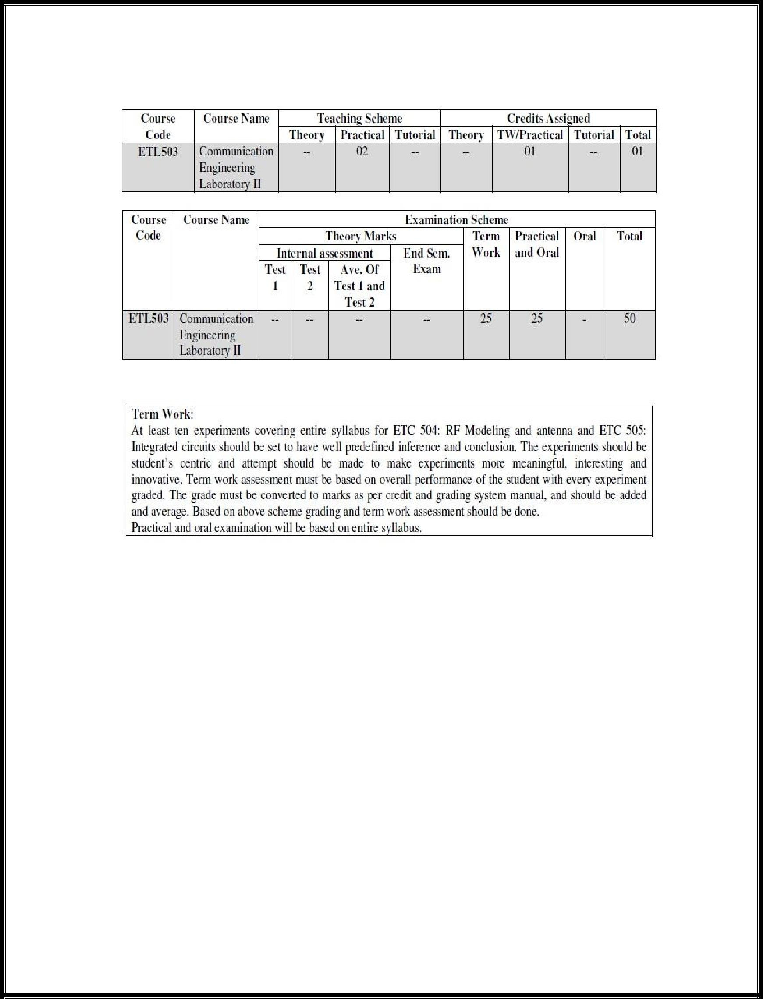 Course Code Course Name Teaching Scheme Credits Assigned
Theory Practical Tutorial Theory TW/Practical Tutorial Total
ETL503 Communication -- 02 -- -- 01 -- 01
Engineering
Laboratory II
Course Code Course Name Examination Scheme
Theory Marks Term Work Practical and Oral Oral Total
Internal assessment End Sem. Exam
Test 1 Test 2 Ave. Of Test 1 and Test 2
ETL503 Communication -- -- -- -- 25 25 - 50
Engineering
Laboratory II
Term Work:
At least ten experiments covering entire syllabus for ETC 504: RF Modeling and antenna and ETC 505:
Integrated circuits should be set to have well predefined inference and conclusion. The experiments should be
student's centric and attempt should be made to make experiments more meaningful, interesting and
innovative. Term work assessment must be based on overall performance of the student with every experiment
graded. The grade must be converted to marks as per credit and grading system manual, and should be added
and average. Based on above scheme grading and term work assessment should be done.
Practical and oral examination will be based on entire syllabus.